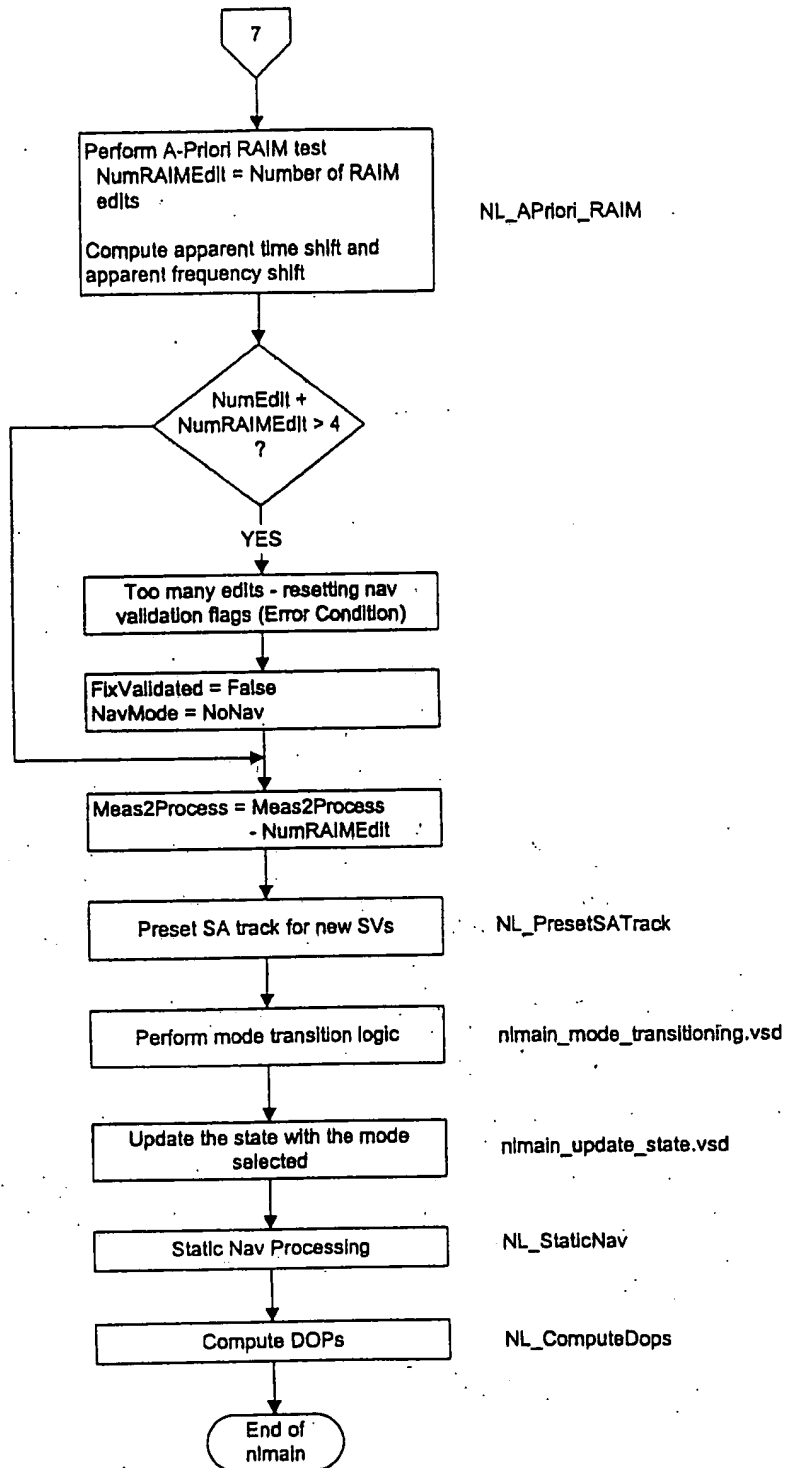 7
Perform A-Priori RAIM test
NumRAIMEdit = Number of RAIM
edits
Compute apparent time shift and
apparent frequency shift
NL_APriori_RAIM
NumEdit +
NumRAIMEdit > 4
?
YES
Too many edits - resetting nav
validation flags (Error Condition)
FixValidated = False
NavMode = NoNav
Meas2Process = Meas2Process
- NumRAIMEdit
Preset SA track for new SVs
NL_PresetSATrack
Perform mode transition logic
nlmain_mode_transitioning.vsd
Update the state with the mode
selected
nlmain_update_state.vsd
Static Nav Processing
NL_StaticNav
Compute DOPs
NL_ComputeDops
End of
nlmain